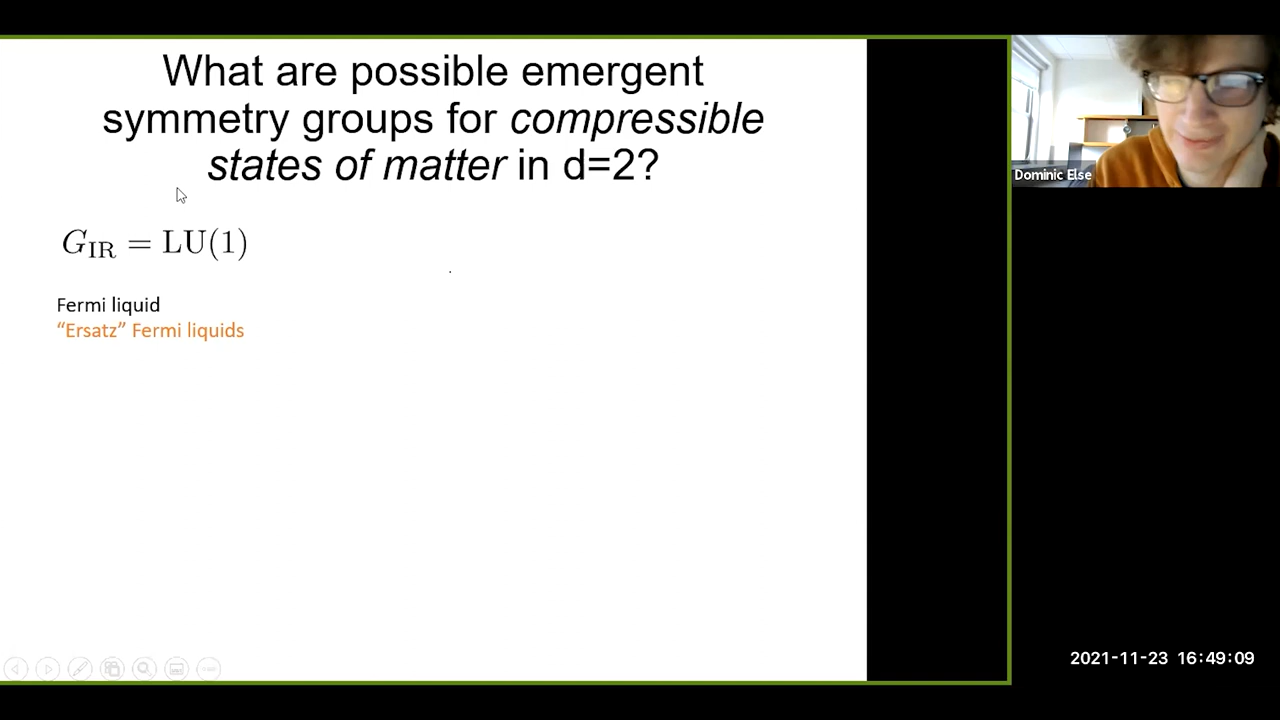 What are possible emergent
symmetry groups for compressible
states of matter in d=2?
G_IR = LU(1)
Fermi liquid
“Ersatz” Fermi liquids
Dominic Else
2021-11-23 16:49:09